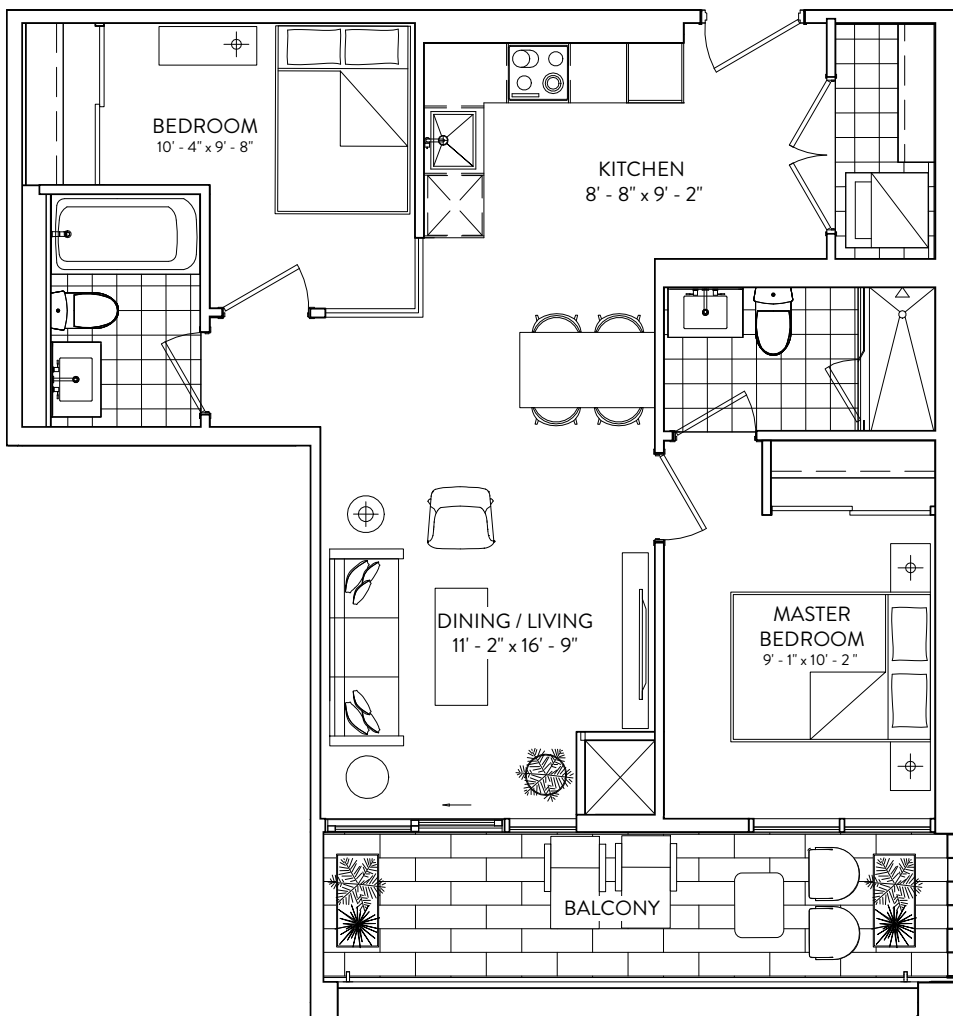 BEDROOM
10' - 4" x 9' - 8"
KITCHEN
8' - 8" x 9' - 2"
DINING / LIVING
11' - 2" x 16' - 9"
MASTER
BEDROOM
9' - 1" x 10' - 2 "
BALCONY